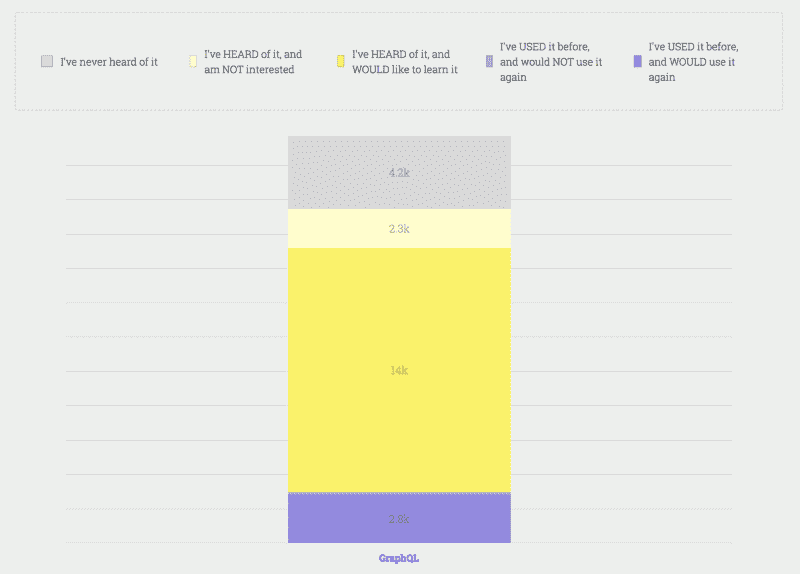 I've never heard of it
I've HEARD of it, and
am NOT interested
I've HEARD of it, and
WOULD like to learn it
I've USED it before,
and would NOT use it
again
I've USED it before,
and WOULD use it
again
4.2k
2.3k
14k
2.8k
GraphQL